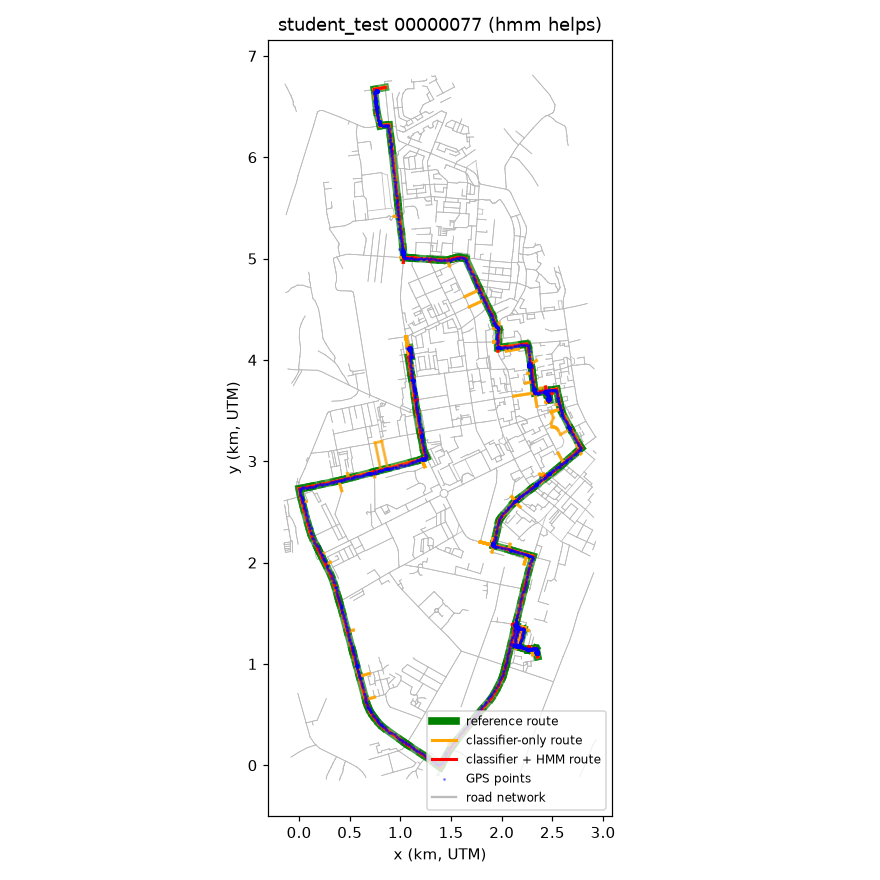 student_test 00000077 (hmm helps)
y (km, UTM)
7
6
5
4
3
2
1
0
reference route
classifier-only route
classifier + HMM route
GPS points
road network
0.0 0.5 1.0 1.5 2.0 2.5 3.0
x (km, UTM)